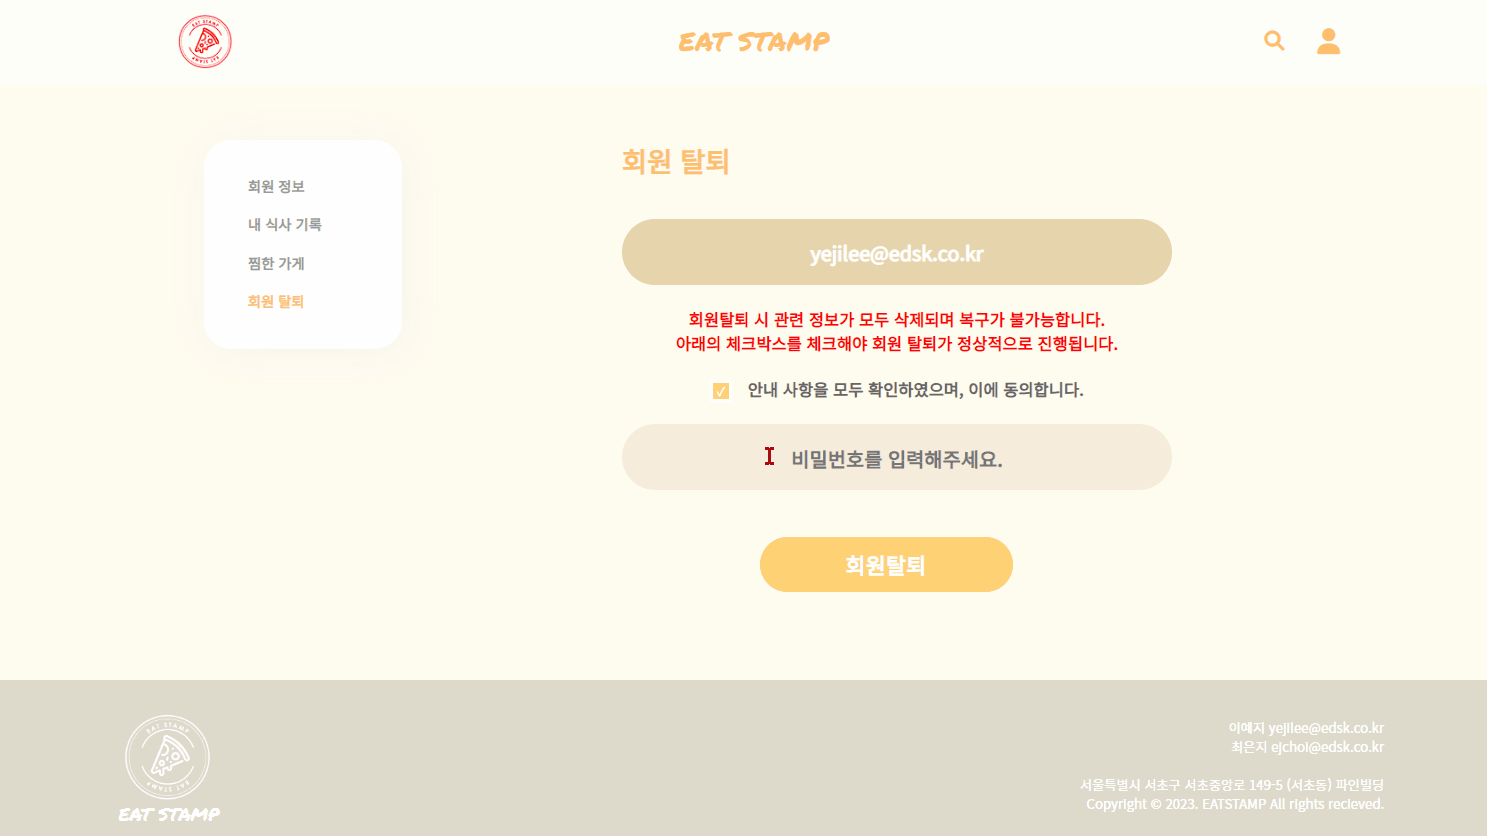 EAT STAMP
EAT STAMP
EAT STAMP
회원 정보
내 식사 기록
찜한 가게
회원 탈퇴
회원 탈퇴
yejilee@edsk.co.kr
회원탈퇴 시 관련 정보가 모두 삭제되며 복구가 불가능합니다.
아래의 체크박스를 체크해야 회원 탈퇴가 정상적으로 진행됩니다.
안내 사항을 모두 확인하였으며, 이에 동의합니다.
비밀번호를 입력해주세요.
회원탈퇴
EAT STAMP
EAT STAMP
EAT STAMP
이예지 yejilee@edsk.co.kr
최은지 ejchoi@edsk.co.kr
서울특별시 서초구 서초중앙로 149-5 (서초동) 파인빌딩
Copyright © 2023. EATSTAMP All rights recieved.